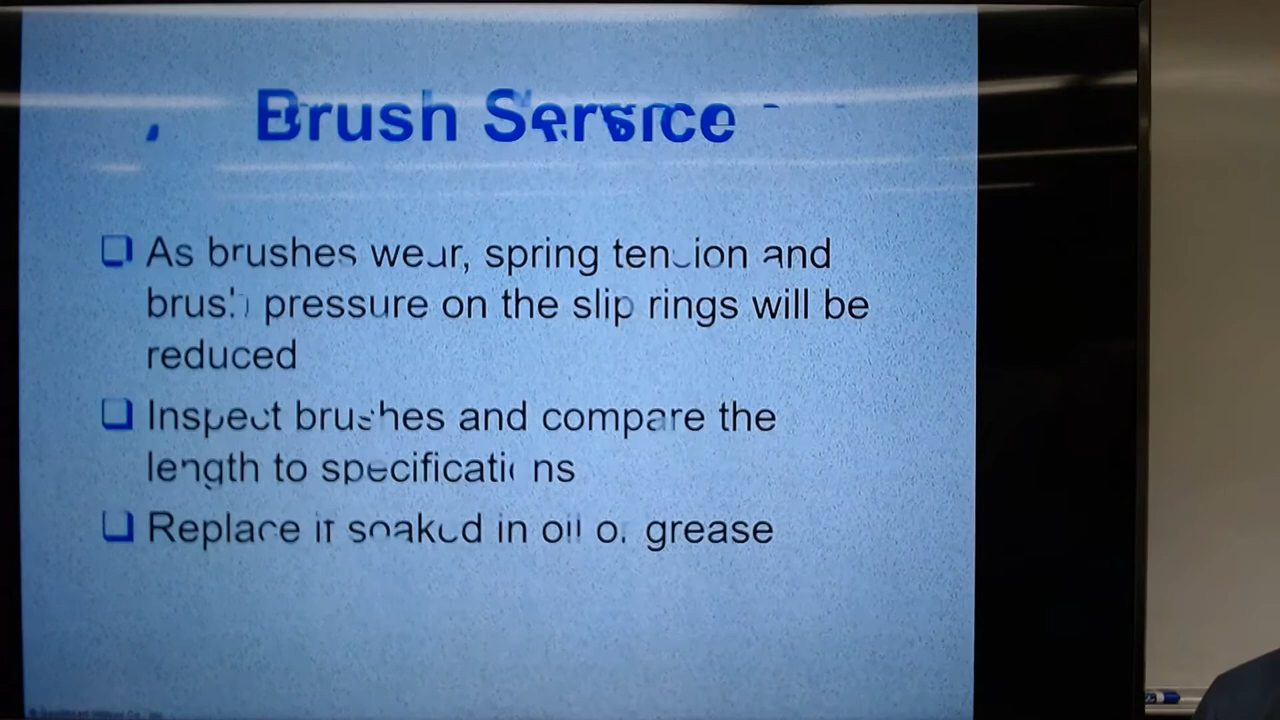 Brush Service
As brushes wear, spring tension and
brush pressure on the slip rings will be
reduced
Inspect brushes and compare the
length to specifications
Replace if soaked in oil or grease